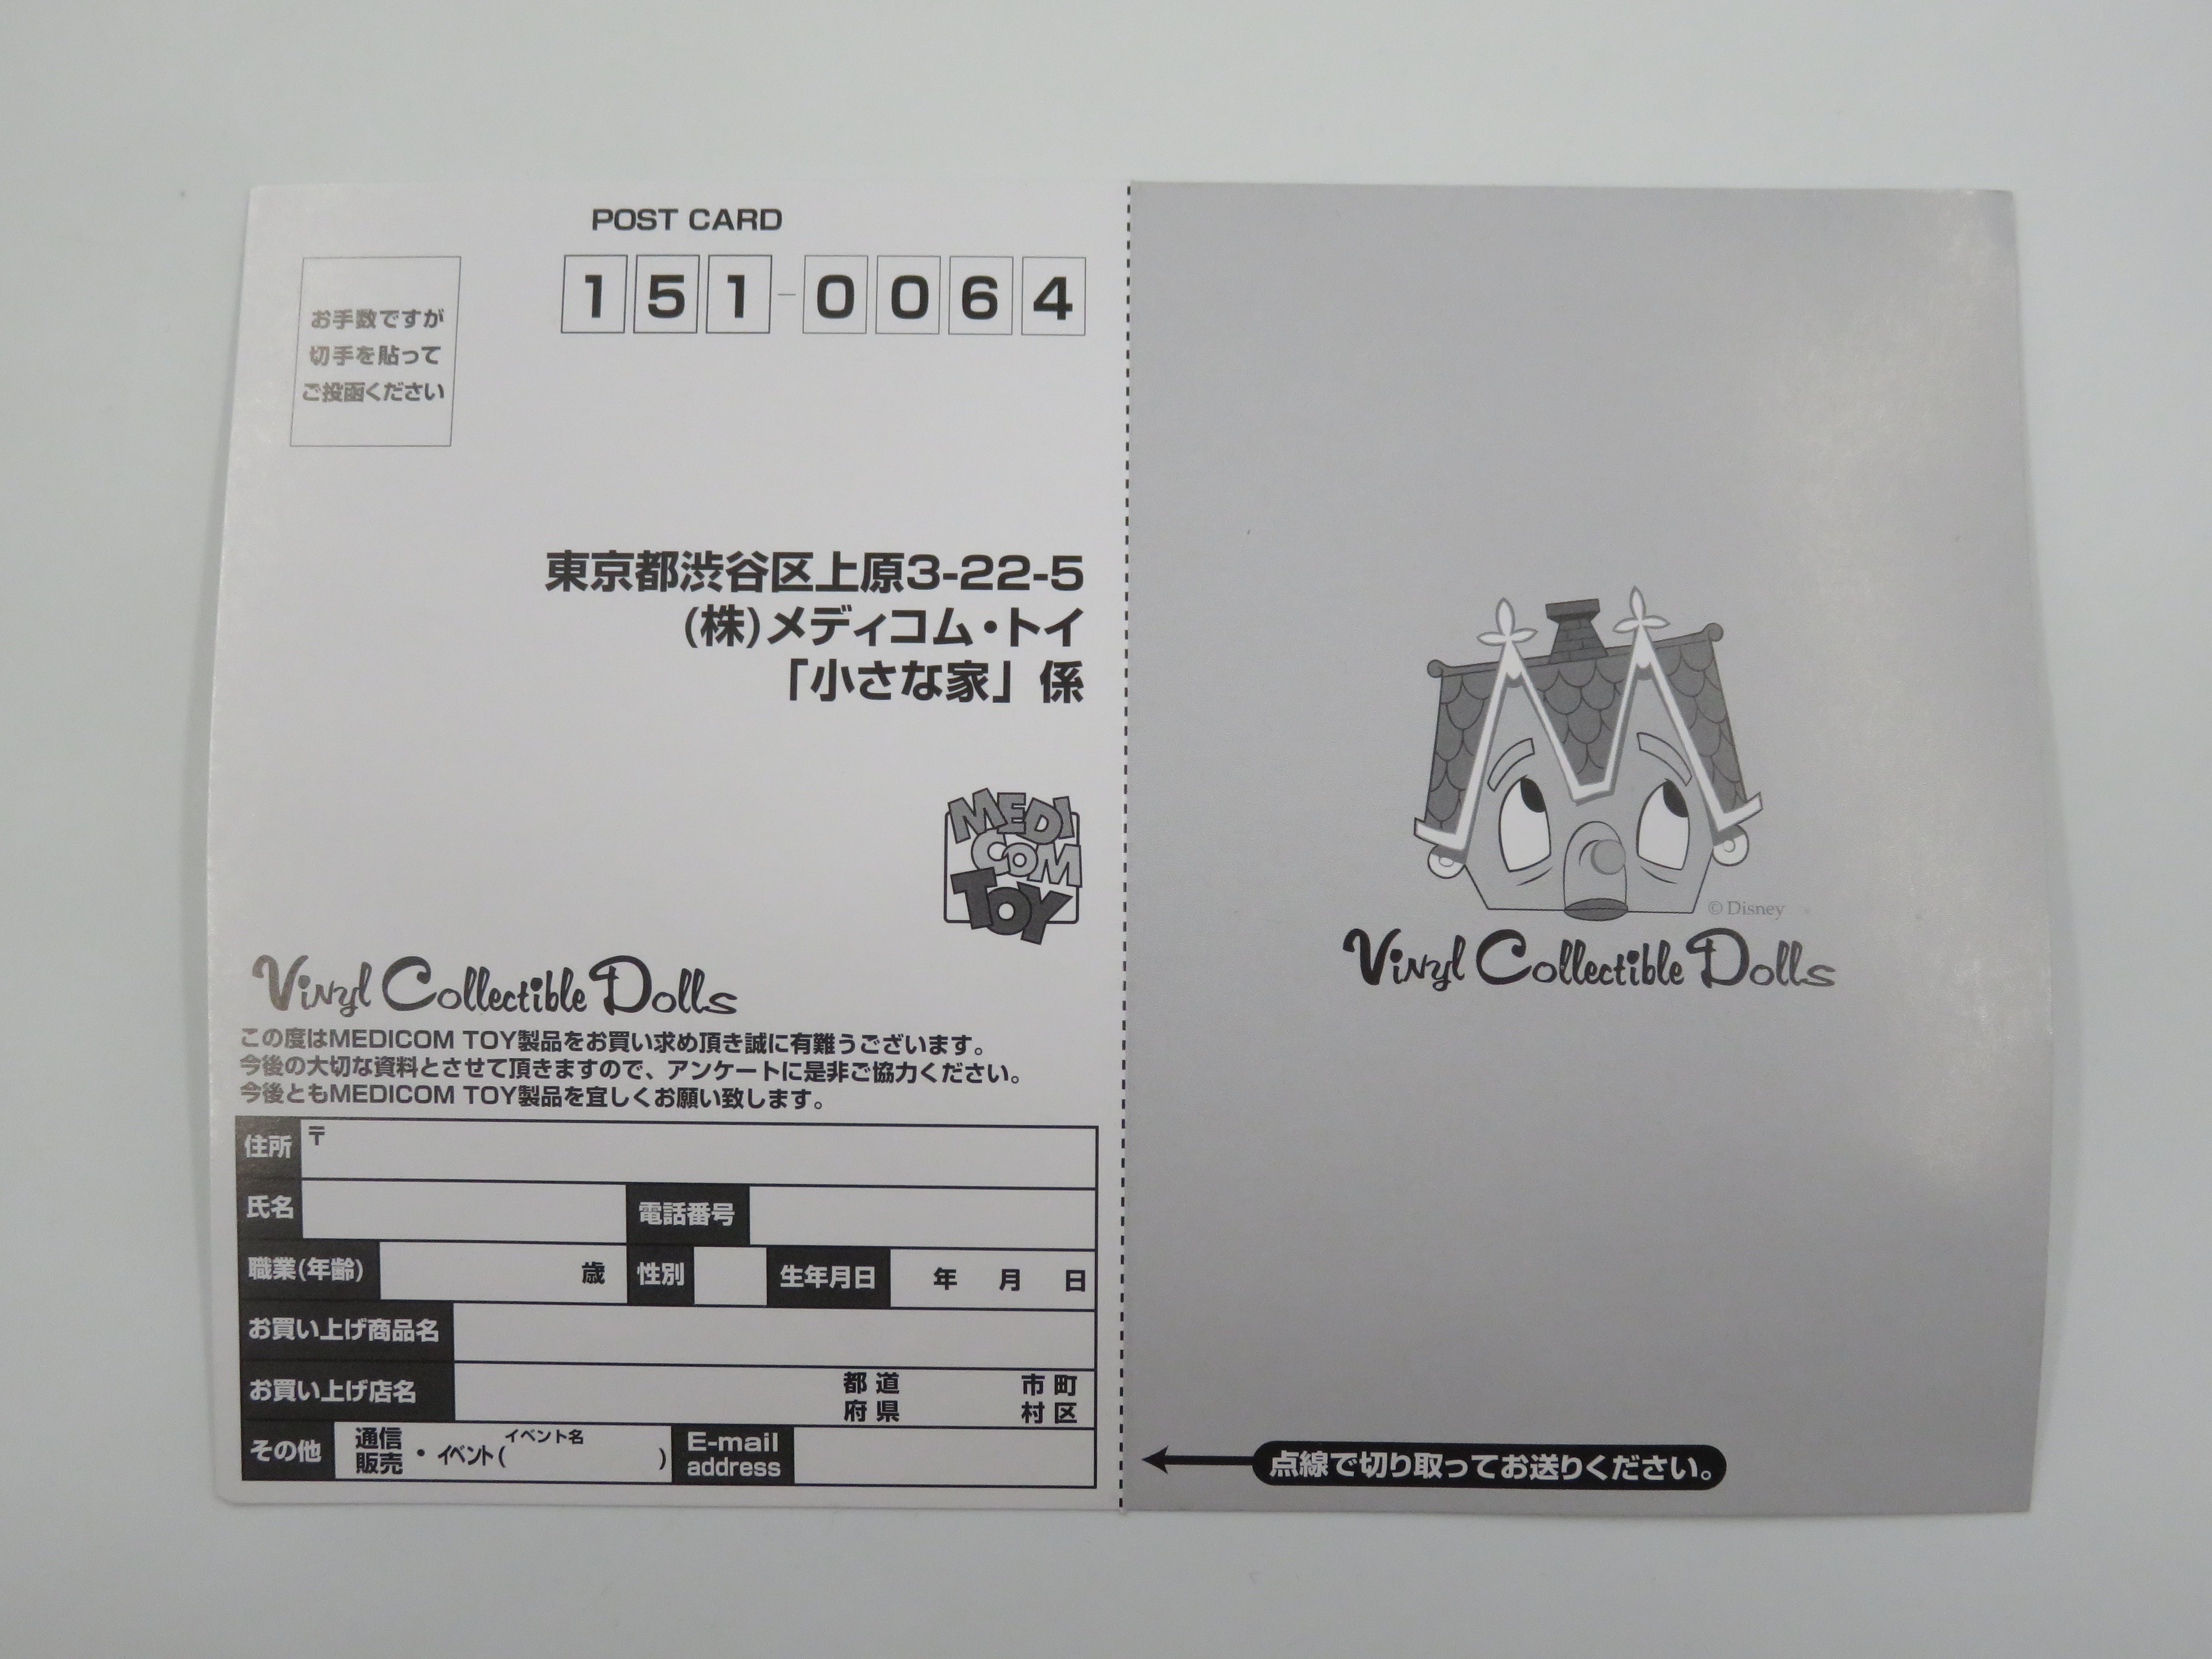 POST CARD
151-0064
お手数ですが
切手を貼って
ご投函ください
東京都渋谷区上原3-22-5
(株)メディコム・トイ
「小さな家」係
MEDI
COM
TOY
Vinyl Collectible Dolls
この度はMEDICOM TOY製品をお買い求め頂き誠に有難うございます。
今後の大切な資料とさせて頂きますので、アンケートに是非ご協力ください。
今後ともMEDICOM TOY製品を宜しくお願い致します。
住所 〒
氏名 電話番号
職業(年齢) 歳 性別 生年月日 年 月 日
お買い上げ商品名
お買い上げ店名 都道府県 市町村区
その他 通信販売・イベント(イベント名 ) E-mail address
© Disney
Vinyl Collectible Dolls
点線で切り取ってお送りください。